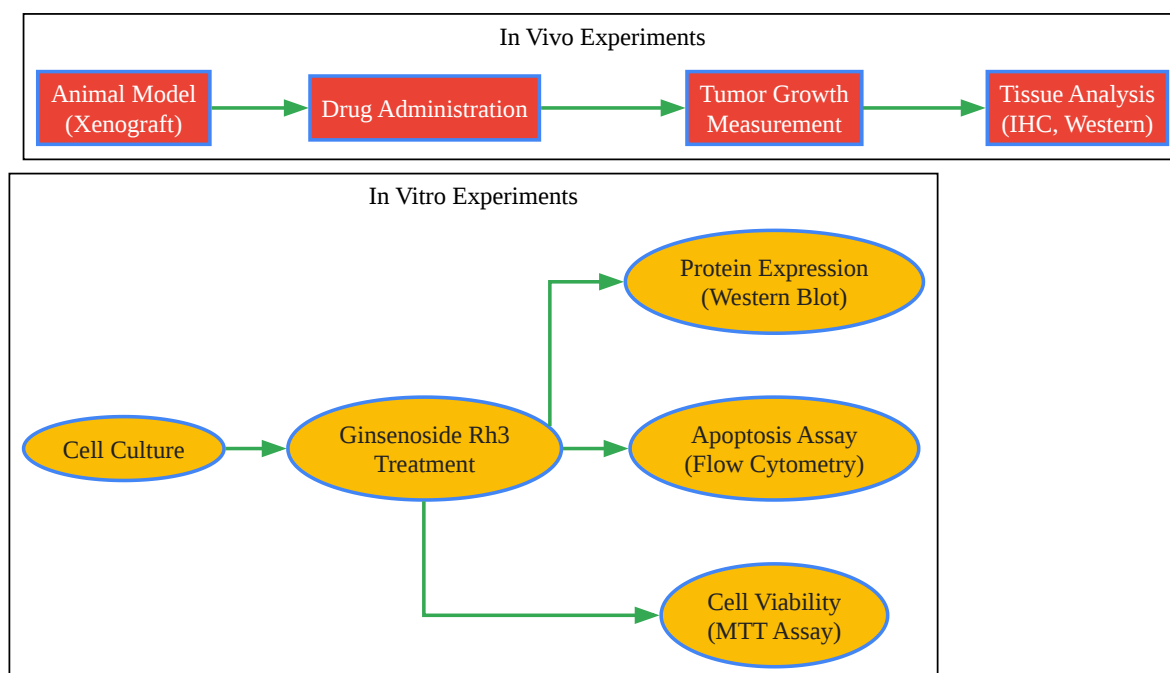 In Vivo Experiments
Animal Model
(Xenograft)
Drug Administration
Tumor Growth
Measurement
Tissue Analysis
(IHC, Western)
In Vitro Experiments
Cell Culture
Ginsenoside Rh3
Treatment
Protein Expression
(Western Blot)
Apoptosis Assay
(Flow Cytometry)
Cell Viability
(MTT Assay)